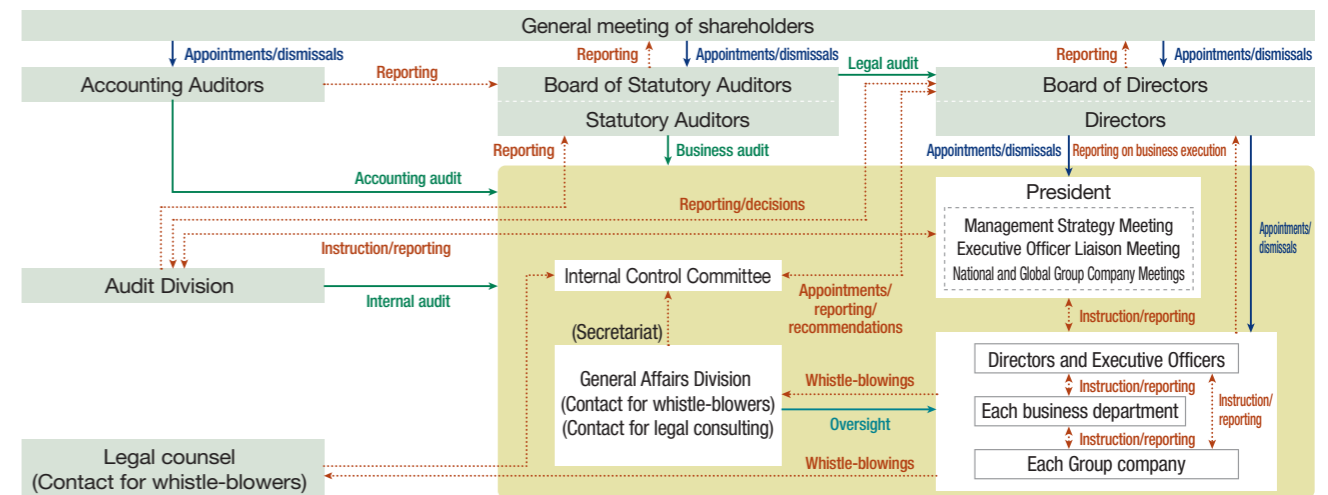 General meeting of shareholders
Appointments/dismissals
Reporting
Appointments/dismissals
Reporting
Appointments/dismissals
Accounting Auditors
Reporting
Board of Statutory Auditors
Statutory Auditors
Legal audit
Board of Directors
Directors
Reporting
Business audit
Appointments/dismissals
Reporting on business execution
Accounting audit
President
Management Strategy Meeting
Executive Officer Liaison Meeting
National and Global Group Company Meetings
Reporting/decisions
Appointments/
dismissals
Instruction/reporting
Audit Division
Internal audit
Internal Control Committee
Appointments/
reporting/
recommendations
Instruction/reporting
(Secretariat)
General Affairs Division
(Contact for whistle-blowers)
(Contact for legal consulting)
Whistle-blowings
Oversight
Directors and Executive Officers
Instruction/reporting
Each business department
Instruction/
reporting
Instruction/reporting
Each Group company
Legal counsel
(Contact for whistle-blowers)
Whistle-blowings